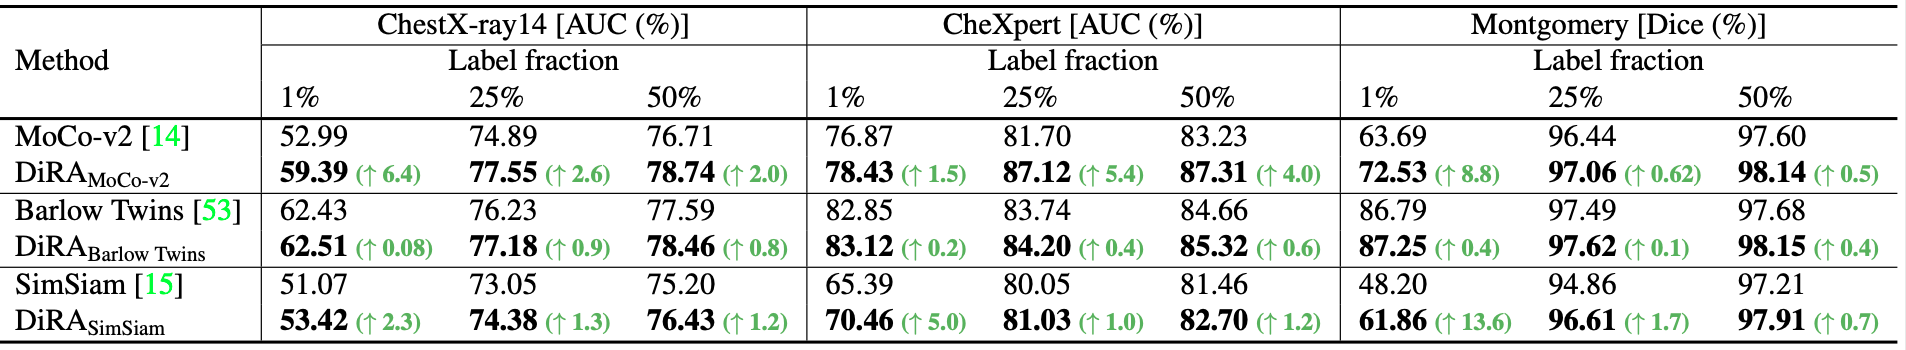 ChestX-ray14 [AUC (%)] CheXpert [AUC (%)] Montgomery [Dice (%)]
Method Label fraction Label fraction Label fraction
1% 25% 50% 1% 25% 50% 1% 25% 50%
MoCo-v2 [14] 52.99 74.89 76.71 76.87 81.70 83.23 63.69 96.44 97.60
DiRA MoCo-v2 59.39 (↑ 6.4) 77.55 (↑ 2.6) 78.74 (↑ 2.0) 78.43 (↑ 1.5) 87.12 (↑ 5.4) 87.31 (↑ 4.0) 72.53 (↑ 8.8) 97.06 (↑ 0.62) 98.14 (↑ 0.5)
Barlow Twins [53] 62.43 76.23 77.59 82.85 83.74 84.66 86.79 97.49 97.68
DiRA Barlow Twins 62.51 (↑ 0.08) 77.18 (↑ 0.9) 78.46 (↑ 0.8) 83.12 (↑ 0.2) 84.20 (↑ 0.4) 85.32 (↑ 0.6) 87.25 (↑ 0.4) 97.62 (↑ 0.1) 98.15 (↑ 0.4)
SimSiam [15] 51.07 73.05 75.20 65.39 80.05 81.46 48.20 94.86 97.21
DiRA SimSiam 53.42 (↑ 2.3) 74.38 (↑ 1.3) 76.43 (↑ 1.2) 70.46 (↑ 5.0) 81.03 (↑ 1.0) 82.70 (↑ 1.2) 61.86 (↑ 13.6) 96.61 (↑ 1.7) 97.91 (↑ 0.7)